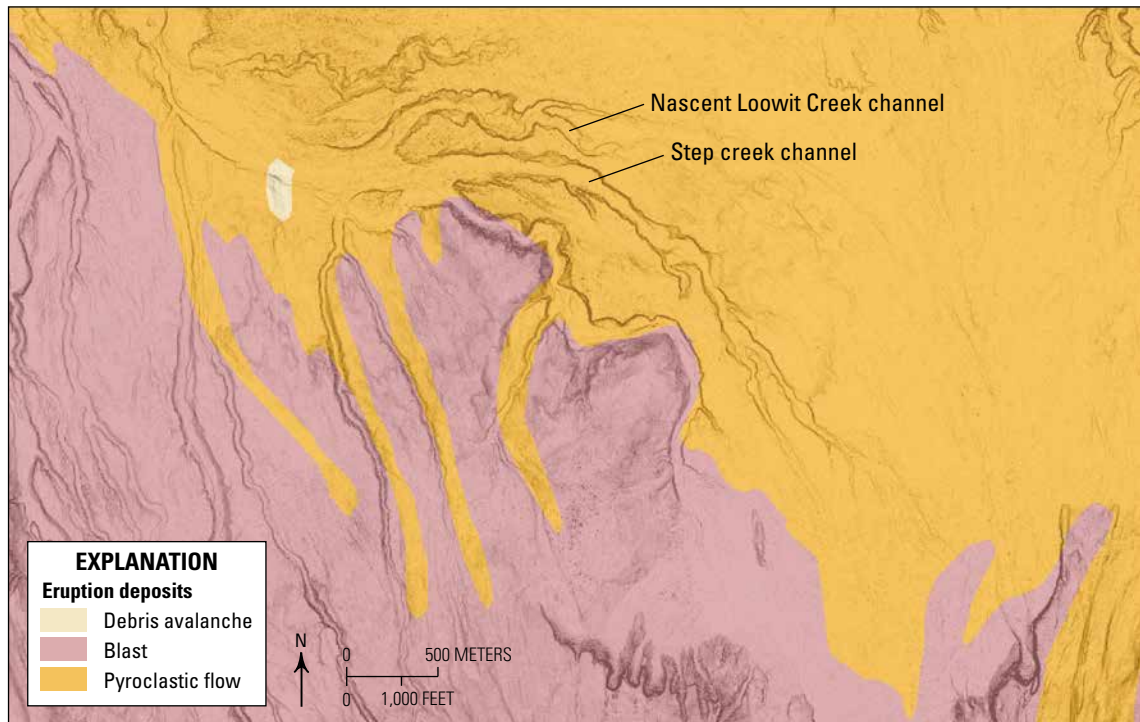 Nascent Loowit Creek channel
Step creek channel
EXPLANATION
Eruption deposits
Debris avalanche
Blast
Pyroclastic flow
N
0 500 METERS
0 1,000 FEET